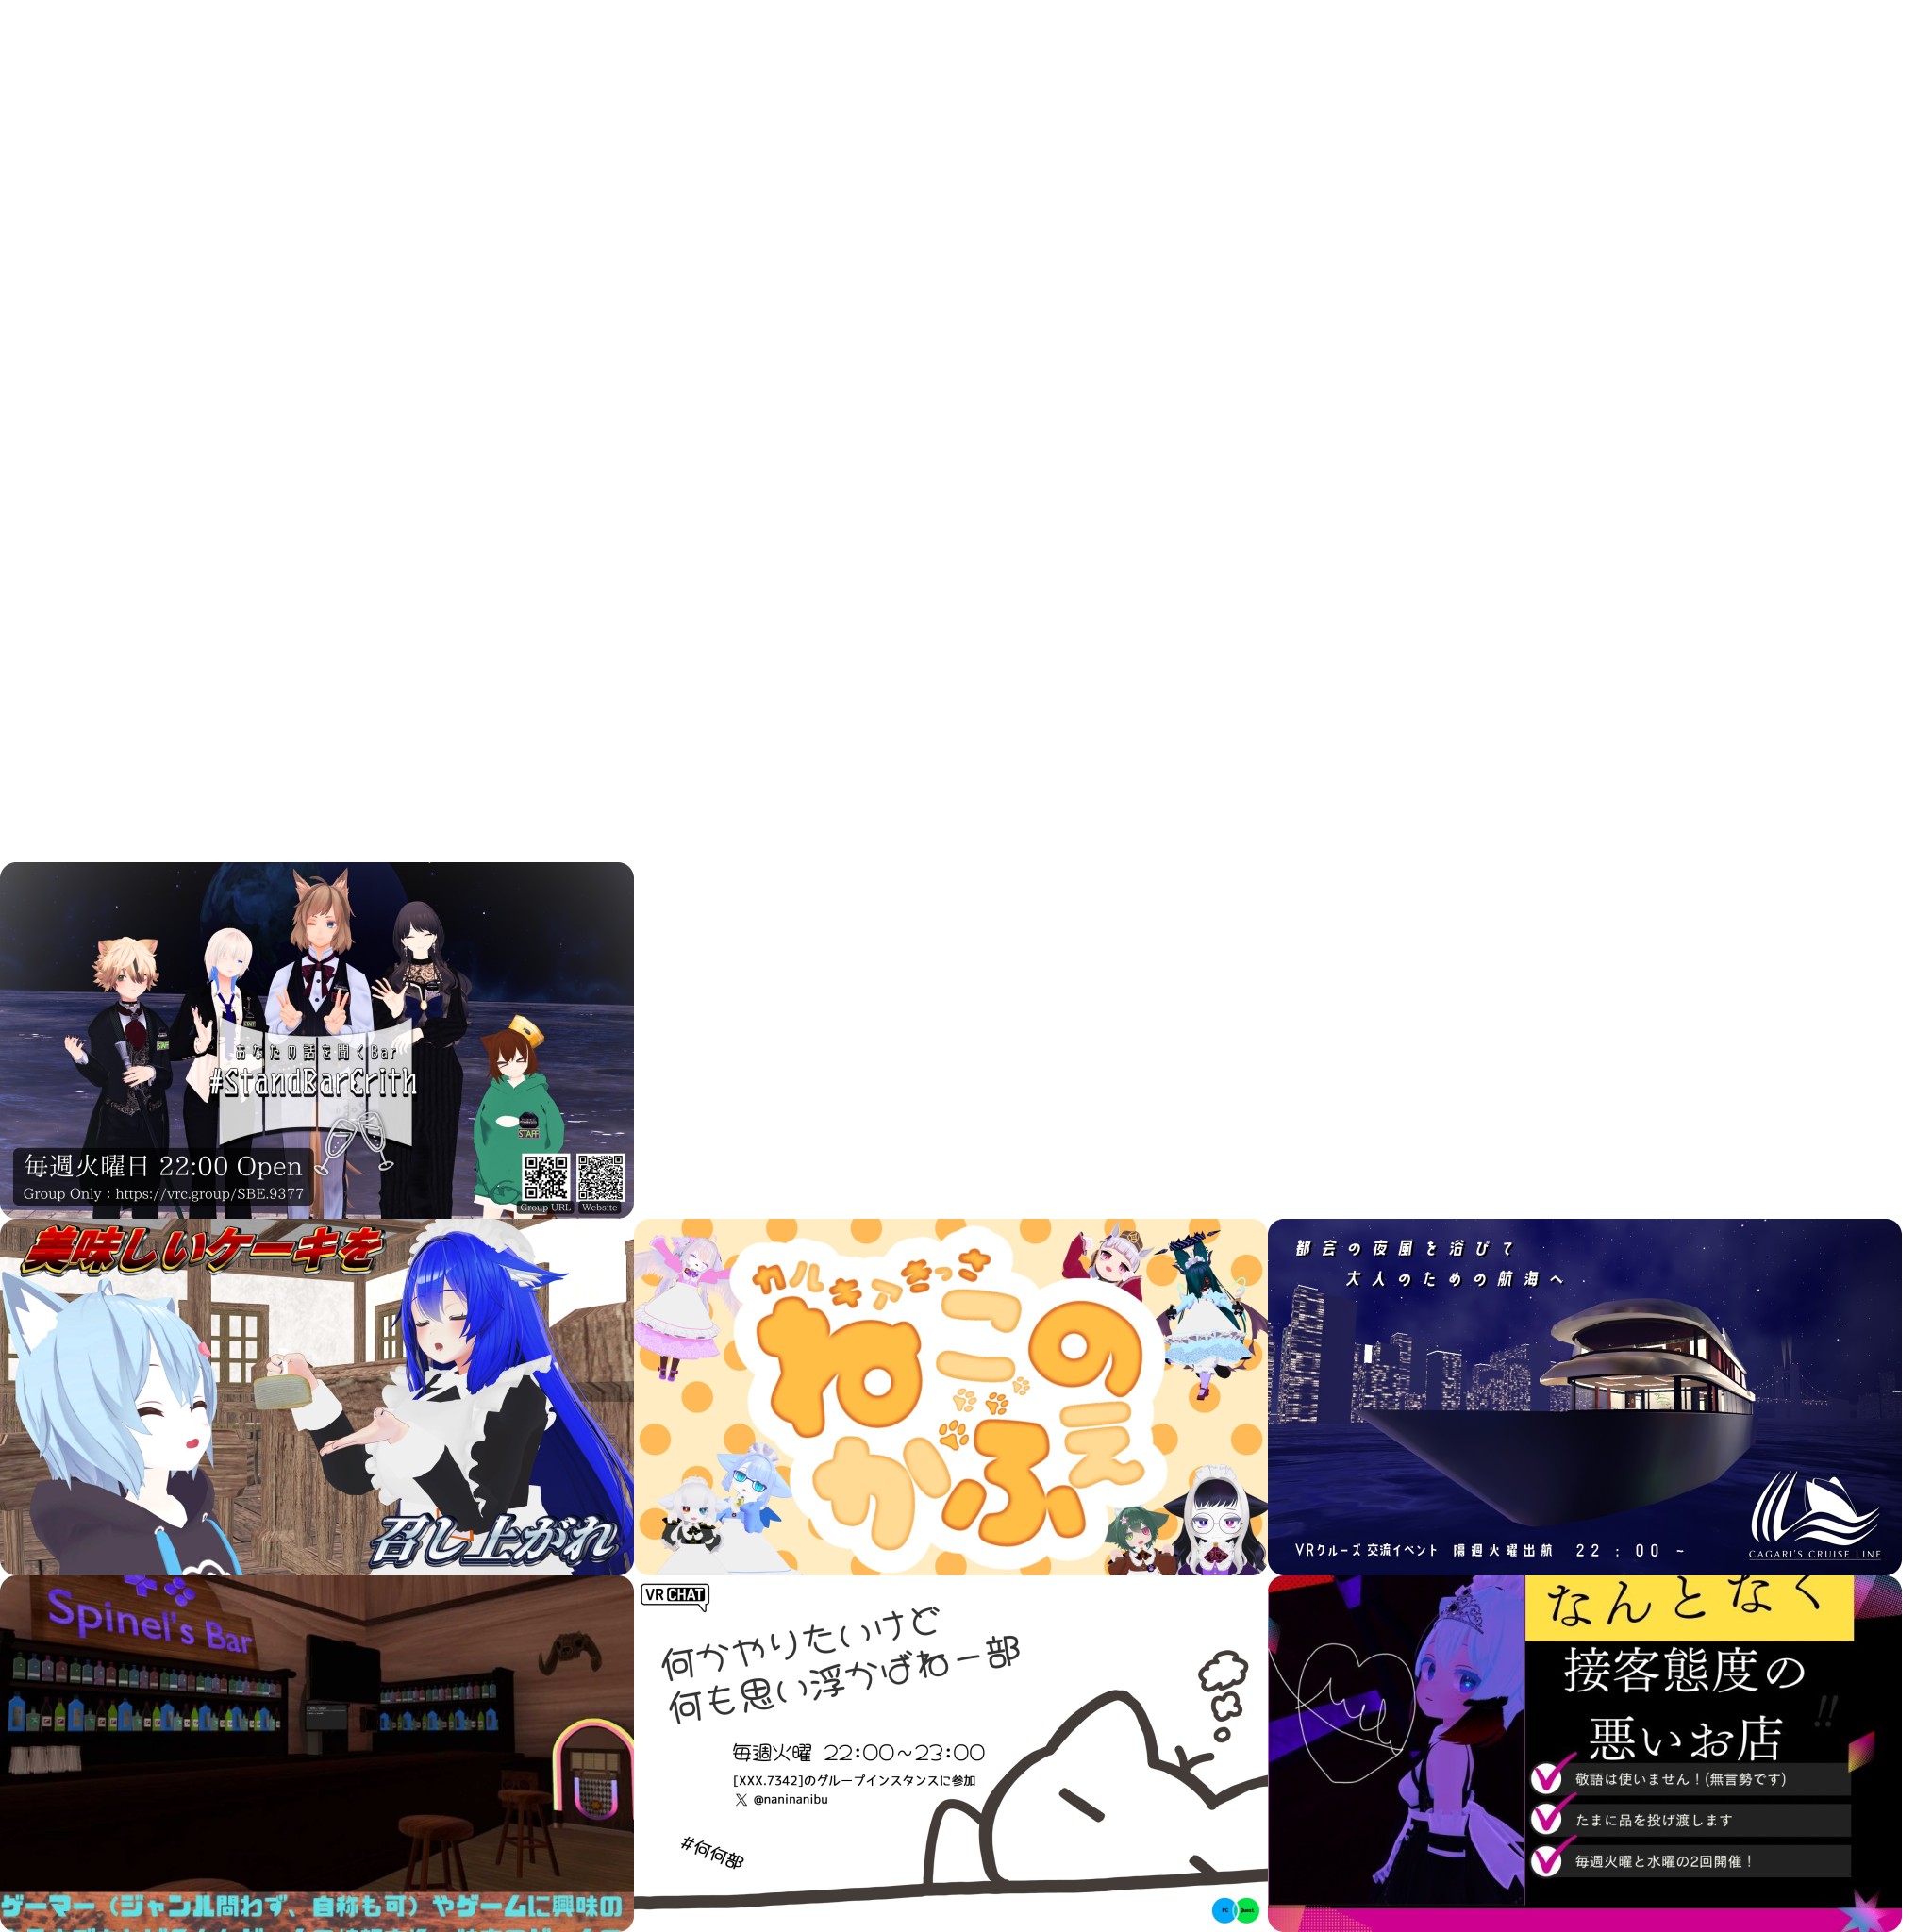 あなたの話を聞くBar
#StandBarCrith
毎週火曜日 22:00 Open
Group Only : https://vrc.group/SBE.9377
STAFF
Group URL
Website
美味しいケーキを
召し上がれ
カルキアきっさ
ねこの
かふぇ
都会の夜風を浴びて
大人のための航海へ
VRクルーズ交流イベント 隔週火曜出航 22:00~
CAGARI'S CRUISE LINE
Spinel's Bar
ゲーマー（ジャンル問わず、自称も可）やゲームに興味の
VRCHAT
何かやりたいけど
何も思い浮かばねー部
毎週火曜 22:00~23:00
[XXX.7342]のグループインスタンスに参加
X @naninanibu
#何何部
PC
Quest
なんとなく
接客態度の
悪いお店
!!
敬語は使いません！(無言勢です)
たまに品を投げ渡します
毎週火曜と水曜の2回開催！